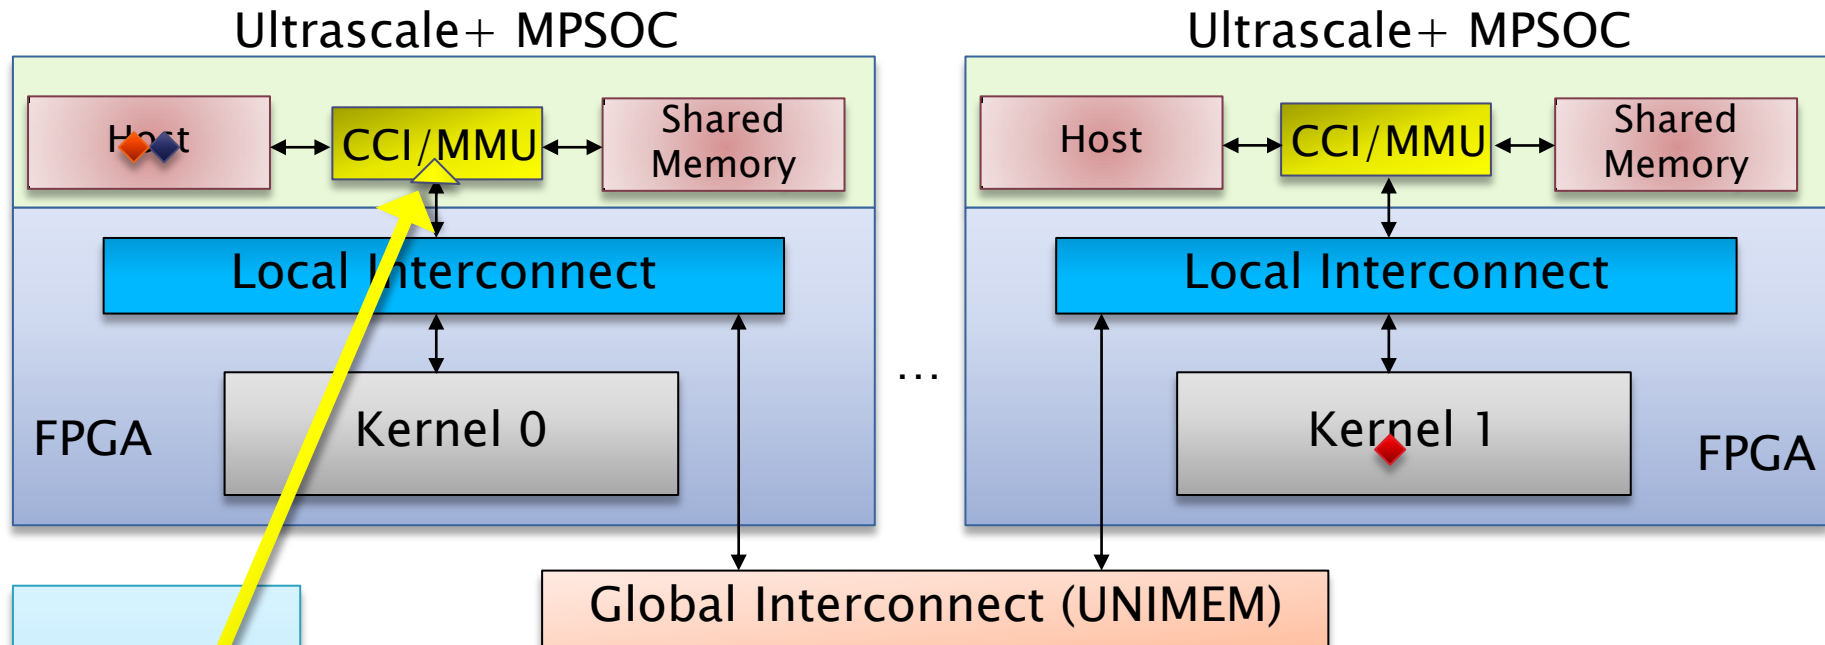 Ultrascale+ MPSOC
Host
CCI/MMU
Shared
Memory
Local Interconnect
Kernel 0
FPGA
...
Ultrascale+ MPSOC
Host
CCI/MMU
Shared
Memory
Local Interconnect
Kernel 1
FPGA
Global Interconnect (UNIMEM)